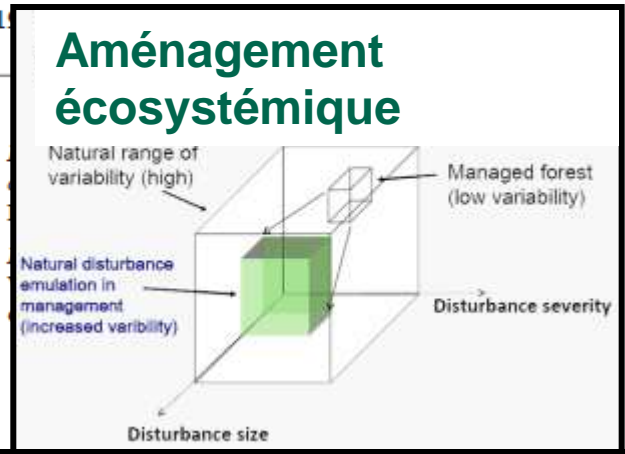 Aménagement
écosystémique
Natural range of
variability (high)
Managed forest
(low variability)
Natural disturbance
emulation in
management
(increased varibility)
Disturbance severity
Disturbance size